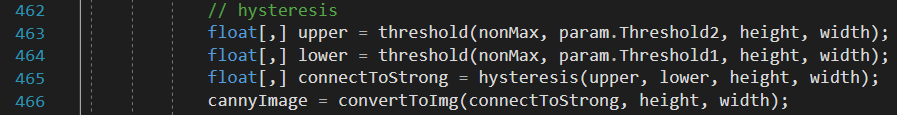 462 // hysteresis
463 float[,] upper = threshold(nonMax, param.Threshold2, height, width);
464 float[,] lower = threshold(nonMax, param.Threshold1, height, width);
465 float[,] connectToStrong = hysteresis(upper, lower, height, width);
466 cannyImage = convertToImg(connectToStrong, height, width);